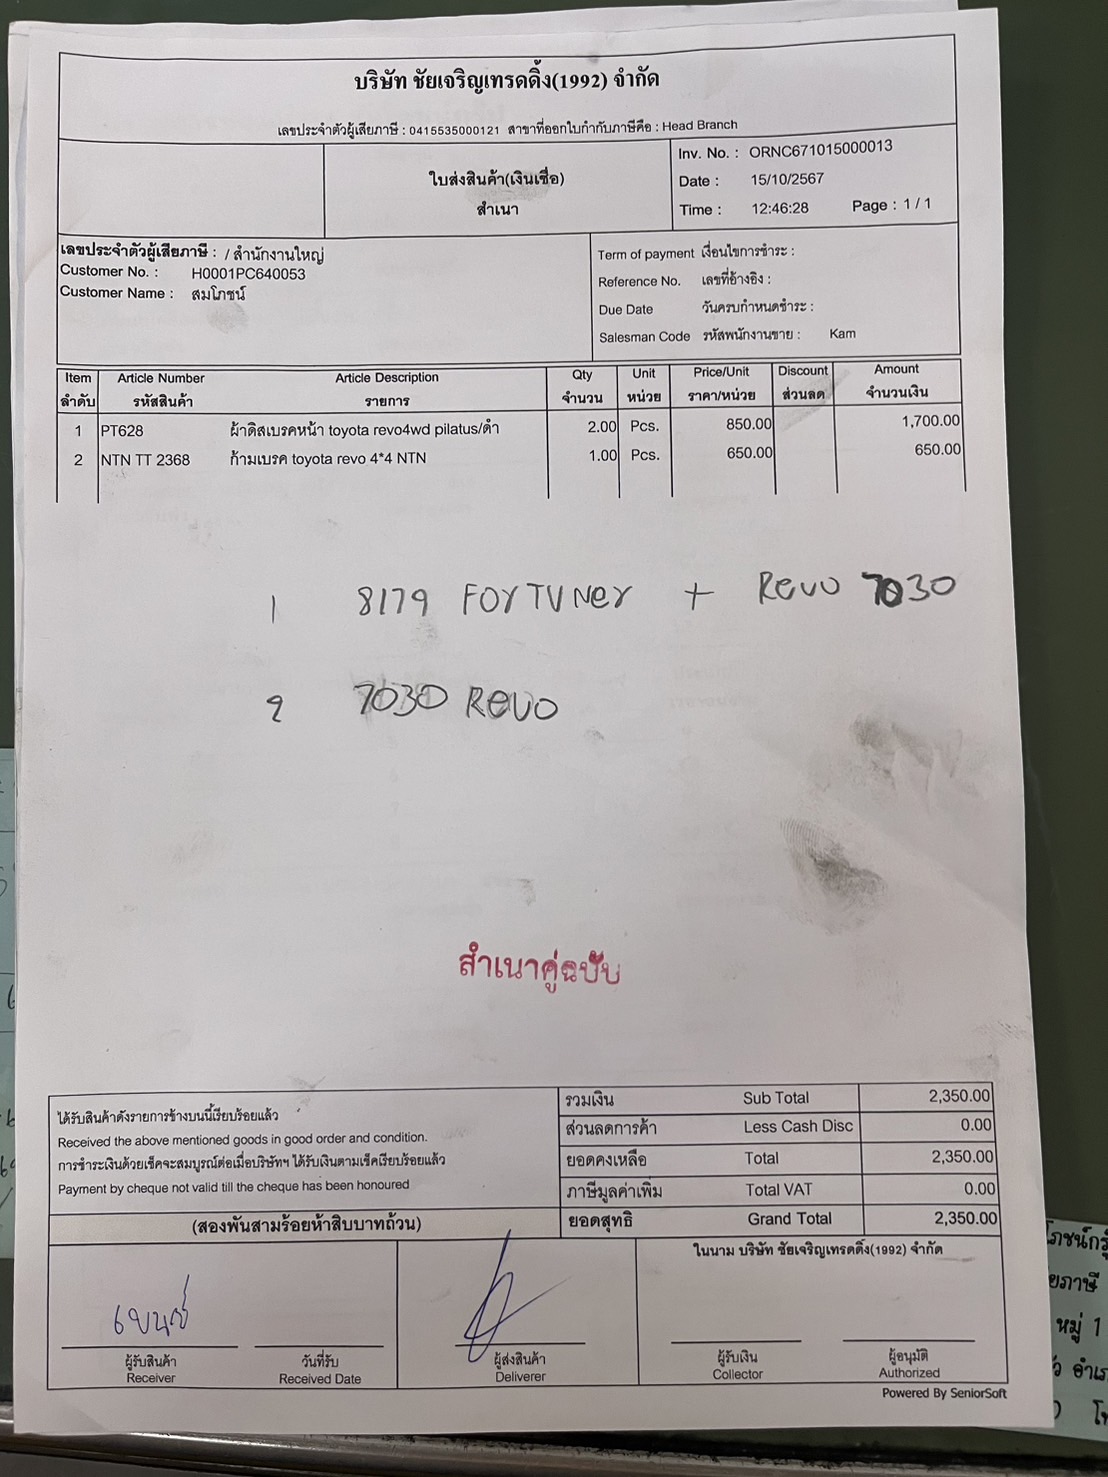 บริษัท ชัยเจริญเทรดดิ้ง(1992) จำกัด
เลขประจำตัวผู้เสียภาษี : 0415535000121 สาขาที่ออกใบกำกับภาษีคือ : Head Branch
ใบส่งสินค้า(เงินเชื่อ)
สำเนา
Inv. No. : ORNC671015000013
Date : 15/10/2567
Time : 12:46:28 Page : 1 / 1
เลขประจำตัวผู้เสียภาษี : / สำนักงานใหญ่
Customer No. : H0001PC640053
Customer Name : สมโภชน์
Term of payment เงื่อนไขการชำระ :
Reference No. เลขที่อ้างอิง :
Due Date วันครบกำหนดชำระ :
Salesman Code รหัสพนักงานขาย : Kam
Item Article Number Article Description Qty Unit Price/Unit Discount Amount
ลำดับ รหัสสินค้า รายการ จำนวน หน่วย ราคา/หน่วย ส่วนลด จำนวนเงิน
1 PT628 ผ้าดิสเบรคหน้า toyota revo4wd pilatus/ดำ 2.00 Pcs. 850.00 1,700.00
2 NTN TT 2368 ก้ามเบรค toyota revo 4*4 NTN 1.00 Pcs. 650.00 650.00
1 8179 FORTUNER + Revo 7030
2 7030 REVO
สำเนาคู่ฉบับ
ได้รับสินค้าดังรายการข้างบนนี้เรียบร้อยแล้ว
Received the above mentioned goods in good order and condition.
การชำระเงินด้วยเช็คจะสมบูรณ์ต่อเมื่อบริษัทฯ ได้รับเงินตามเช็คเรียบร้อยแล้ว
Payment by cheque not valid till the cheque has been honoured
(สองพันสามร้อยห้าสิบบาทถ้วน)
รวมเงิน Sub Total 2,350.00
ส่วนลดการค้า Less Cash Disc 0.00
ยอดคงเหลือ Total 2,350.00
ภาษีมูลค่าเพิ่ม Total VAT 0.00
ยอดสุทธิ Grand Total 2,350.00
ในนาม บริษัท ชัยเจริญเทรดดิ้ง(1992) จำกัด
ผู้รับสินค้า วันที่รับ ผู้ส่งสินค้า ผู้รับเงิน ผู้อนุมัติ
Receiver Received Date Deliverer Collector Authorized
Powered By SeniorSoft
หมู่ 1